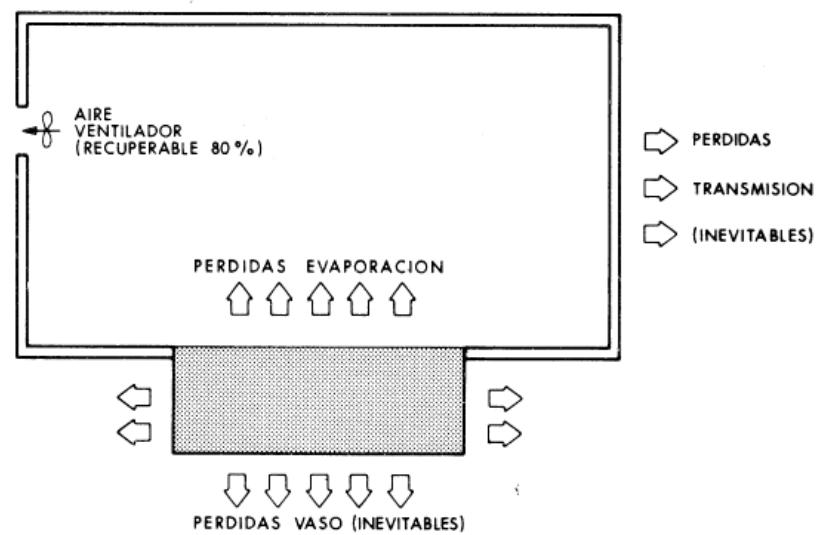 AIRE
VENTILADOR
(RECUPERABLE 80 %)
PERDIDAS
TRANSMISION
(INEVITABLES)
PERDIDAS EVAPORACION
PERDIDAS VASO (INEVITABLES)